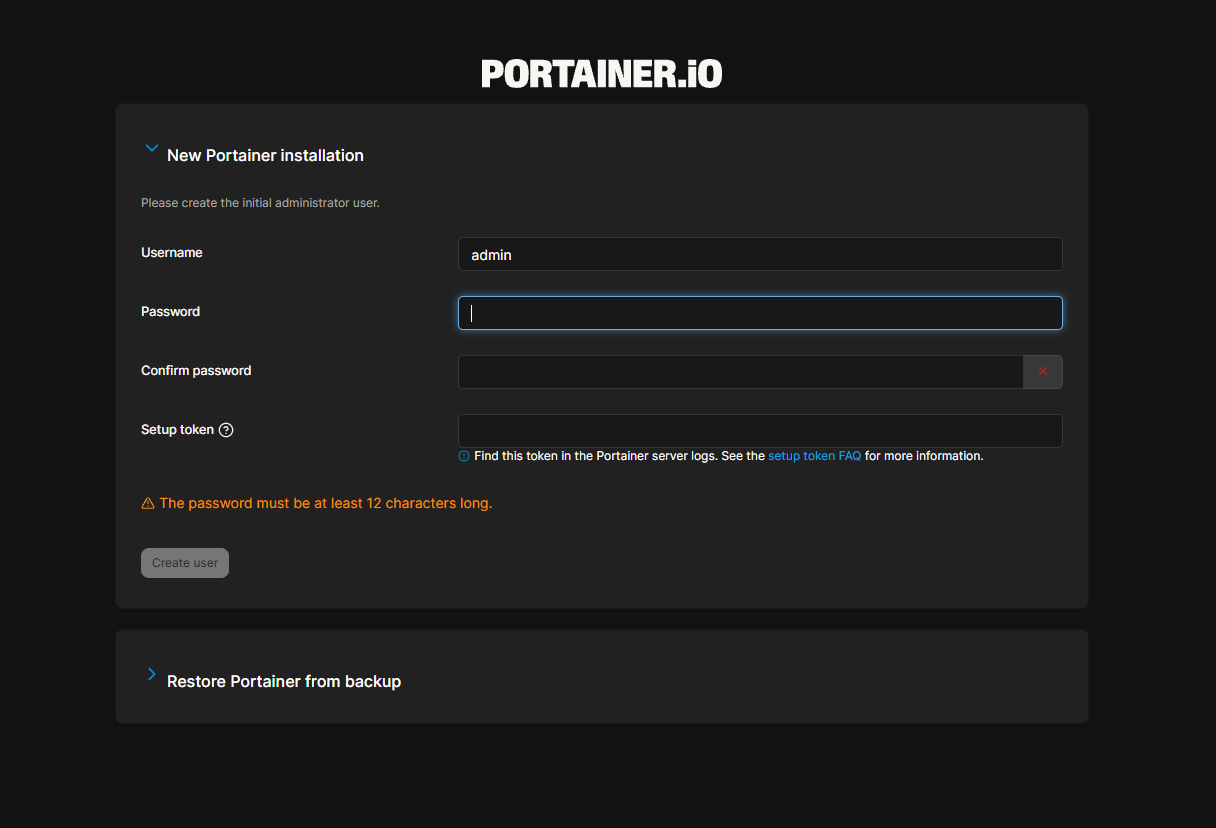 PORTAINER.iO
New Portainer installation
Please create the initial administrator user.
Username
admin
Password
Confirm password
Setup token
Find this token in the Portainer server logs. See the setup token FAQ for more information.
The password must be at least 12 characters long.
Create user
Restore Portainer from backup